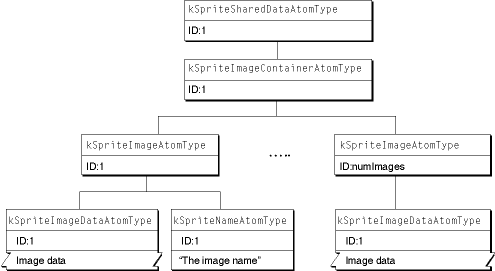 kSpriteSharedDataAtomType
ID:1
kSpriteImageContainerAtomType
ID:1
kSpriteImageAtomType
ID:1
.....
kSpriteImageAtomType
ID:numImages
kSpriteImageDataAtomType
ID:1
Image data
kSpriteNameAtomType
ID:1
“The image name”
kSpriteImageDataAtomType
ID:1
Image data